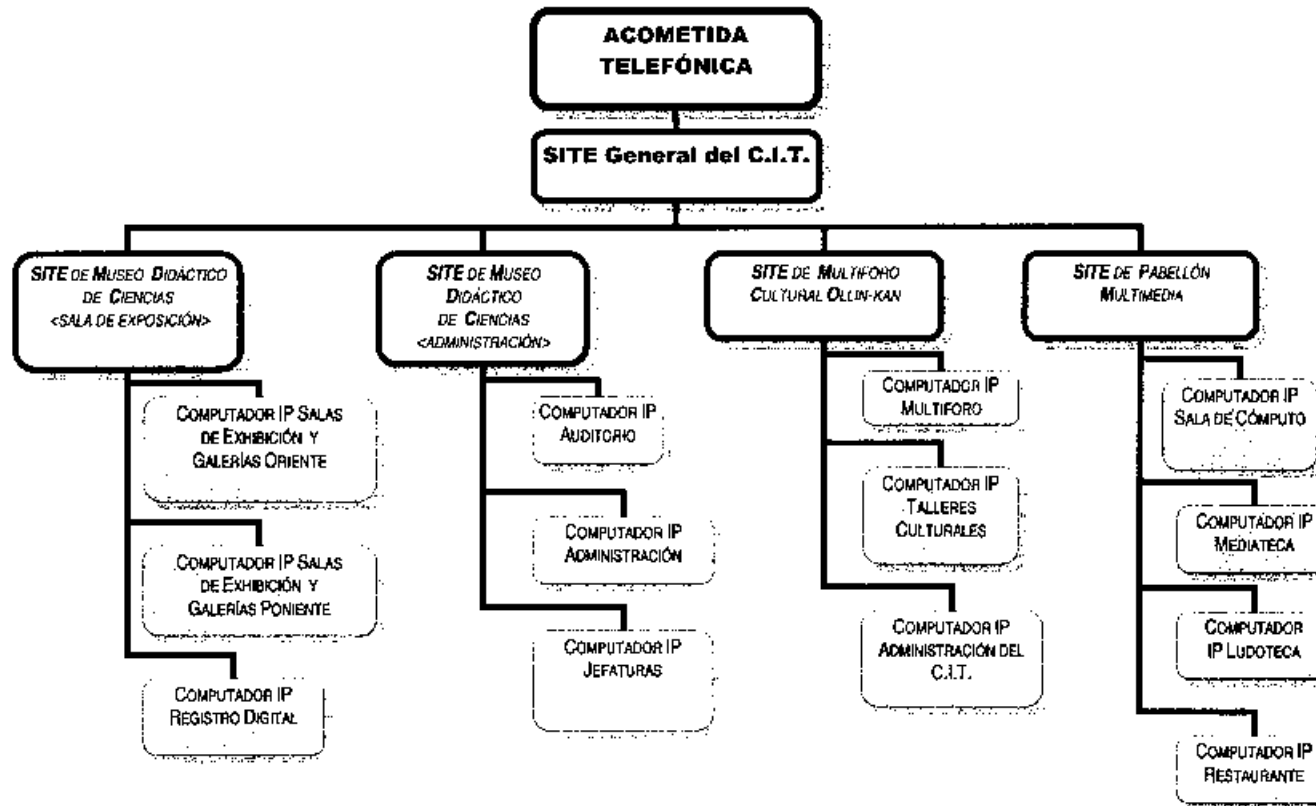 ACOMETIDA
TELEFÓNICA
SITE General del C.I.T.
SITE DE MUSEO DIDÁCTICO
DE CIENCIAS
<SALA DE EXPOSICIÓN>
COMPUTADOR IP SALAS
DE EXHIBICIÓN Y
GALERÍAS ORIENTE
COMPUTADOR IP SALAS
DE EXHIBICIÓN Y
GALERÍAS PONIENTE
COMPUTADOR IP
REGISTRO DIGITAL
SITE DE MUSEO
DIDÁCTICO
DE CIENCIAS
<ADMINISTRACIÓN>
COMPUTADOR IP
AUDITORIO
COMPUTADOR IP
ADMINISTRACIÓN
COMPUTADOR IP
JEFATURAS
SITE DE MULTIFORO
CULTURAL OLLIN-KAN
COMPUTADOR IP
MULTIFORO
COMPUTADOR IP
TALLERES
CULTURALES
COMPUTADOR IP
ADMINISTRACIÓN DEL
C.I.T.
SITE DE PABELLÓN
MULTIMEDIA
COMPUTADOR IP
SALA DE CÓMPUTO
COMPUTADOR IP
MEDIATECA
COMPUTADOR
IP LUDOTECA
COMPUTADOR IP
RESTAURANTE